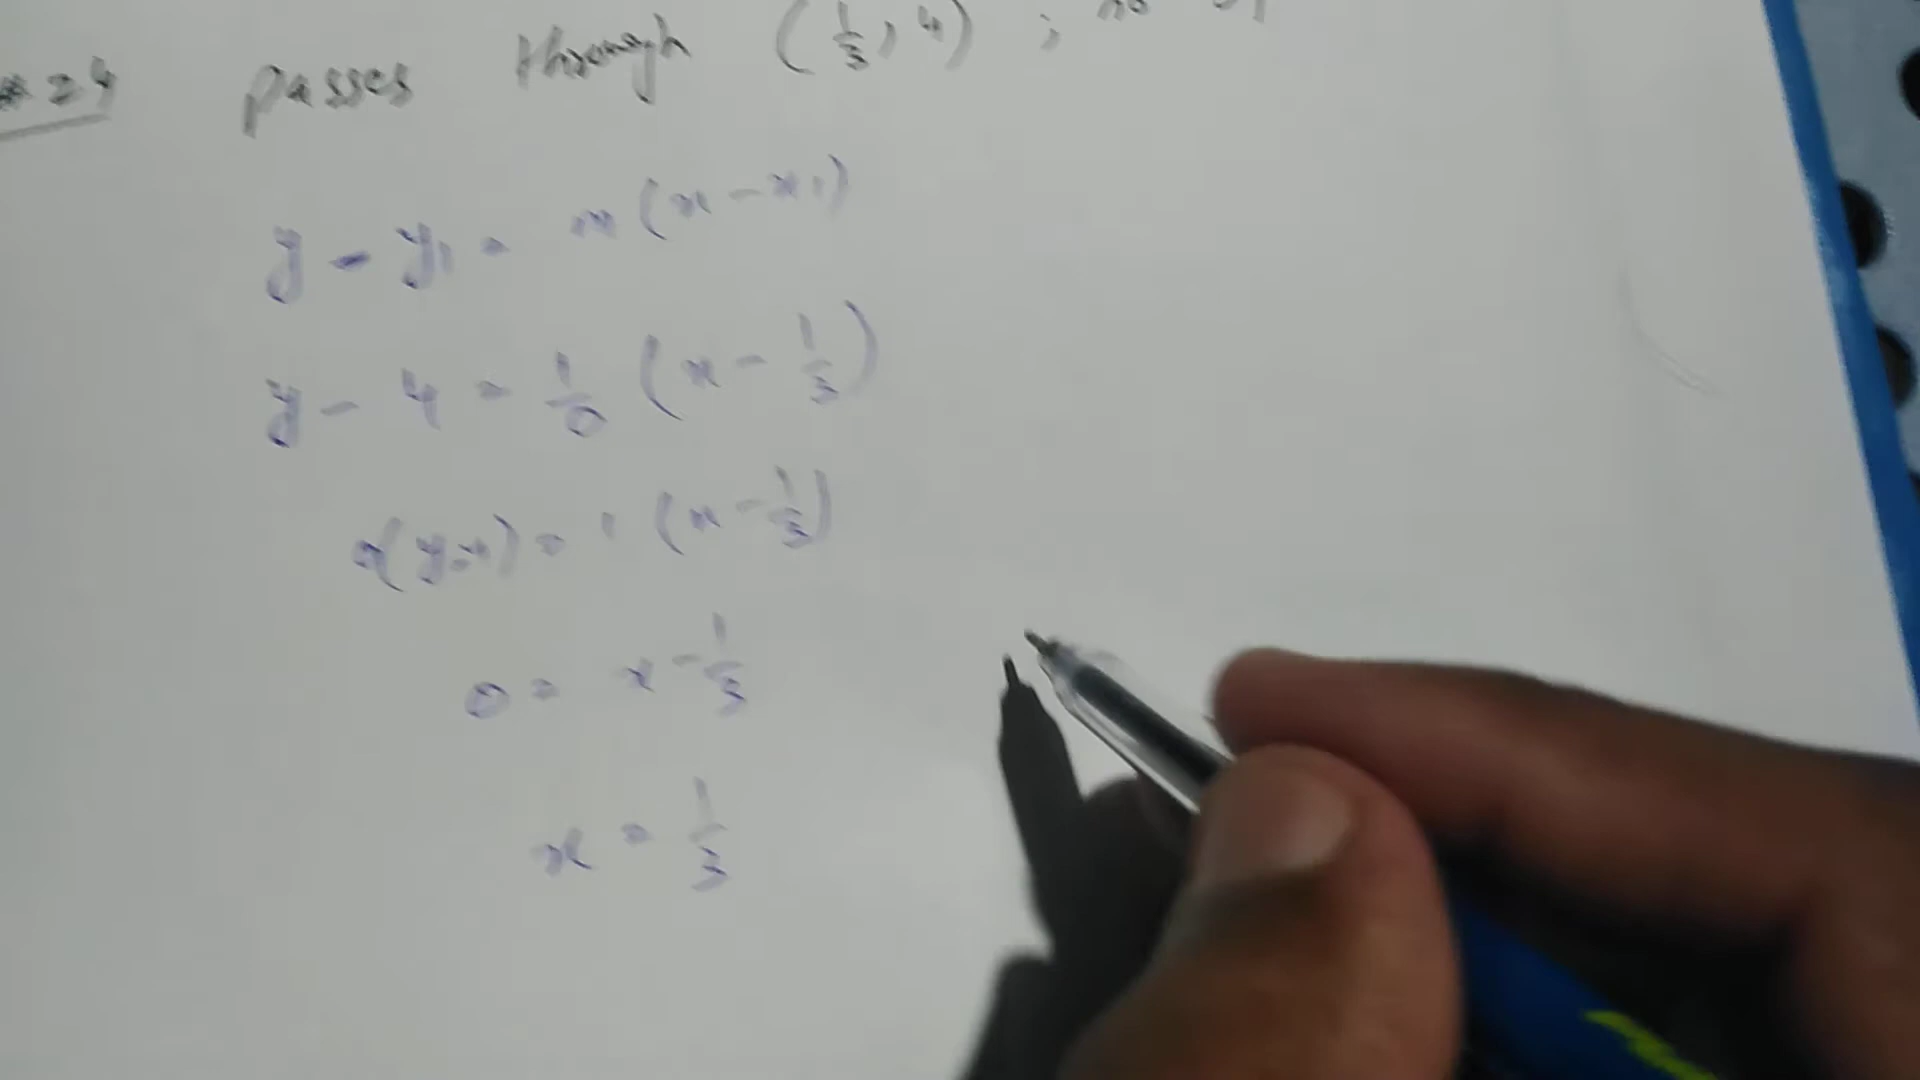 24 Passes through (1/3, 4) ; no
y - y1 = m (x - x1)
y - 4 = 1/0 (x - 1/3)
0(y-4) = 1 (x - 1/3)
0 = x - 1/3
x = 1/3